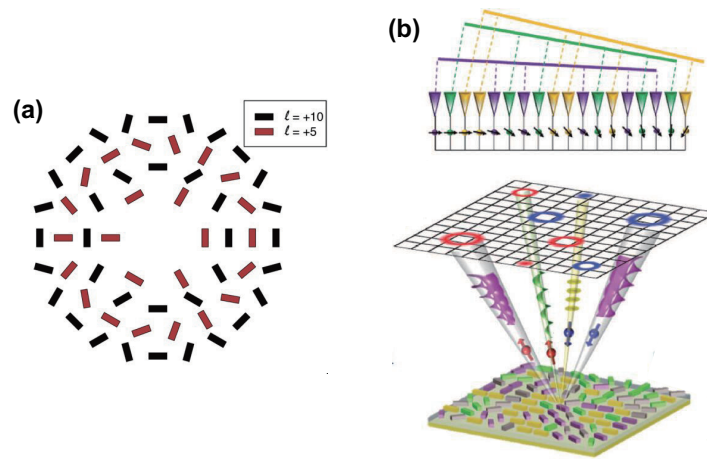 (a)
ℓ = +10
ℓ = +5
(b)